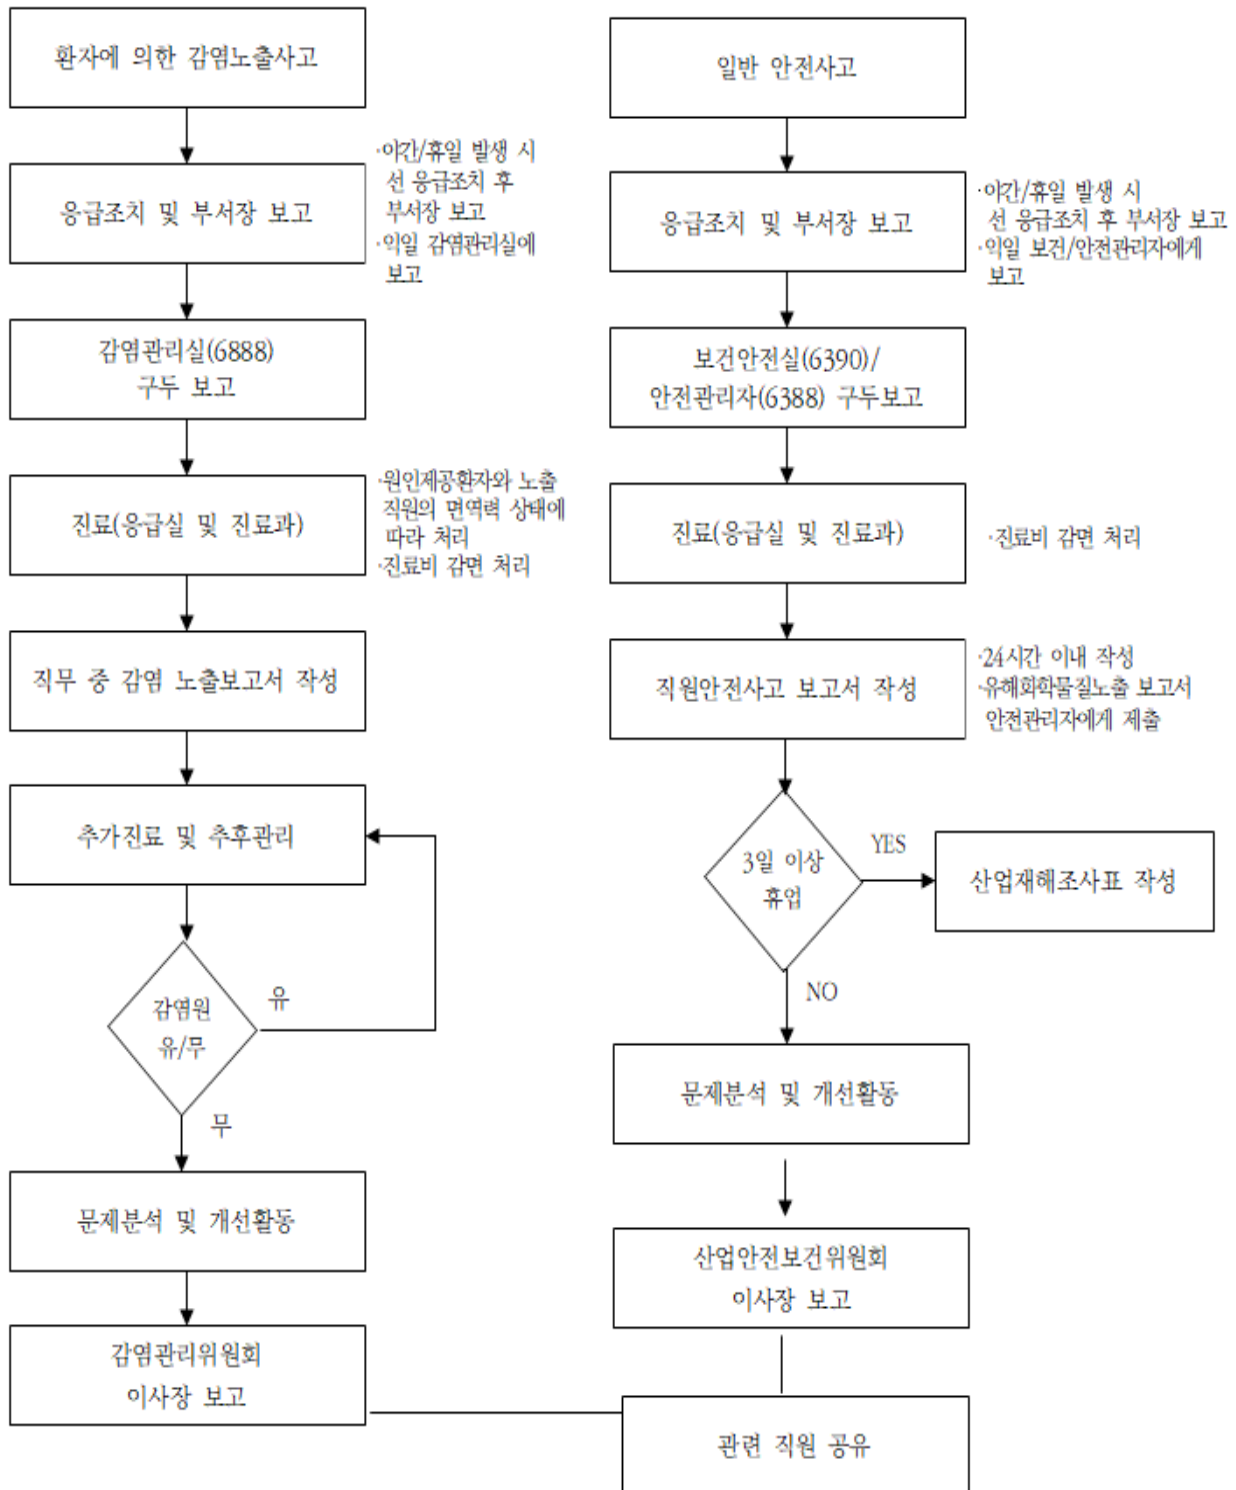 환자에 의한 감염노출사고
응급조치 및 부서장 보고
·야간/휴일 발생 시
선 응급조치 후
부서장 보고
·익일 감염관리실에
보고
감염관리실(6888)
구두 보고
진료(응급실 및 진료과)
·원인제공환자와 노출
직원의 면역력 상태에
따라 처리
·진료비 감면 처리
직무 중 감염 노출보고서 작성
추가진료 및 추후관리
감염원
유/무
유
무
문제분석 및 개선활동
감염관리위원회
이사장 보고
일반 안전사고
응급조치 및 부서장 보고
·야간/휴일 발생 시
선 응급조치 후 부서장 보고
·익일 보건/안전관리자에게
보고
보건안전실(6390)/
안전관리자(6388) 구두보고
진료(응급실 및 진료과)
·진료비 감면 처리
직원안전사고 보고서 작성
·24시간 이내 작성
·유해화학물질노출 보고서
안전관리자에게 제출
3일 이상
휴업
YES
산업재해조사표 작성
NO
문제분석 및 개선활동
산업안전보건위원회
이사장 보고
관련 직원 공유